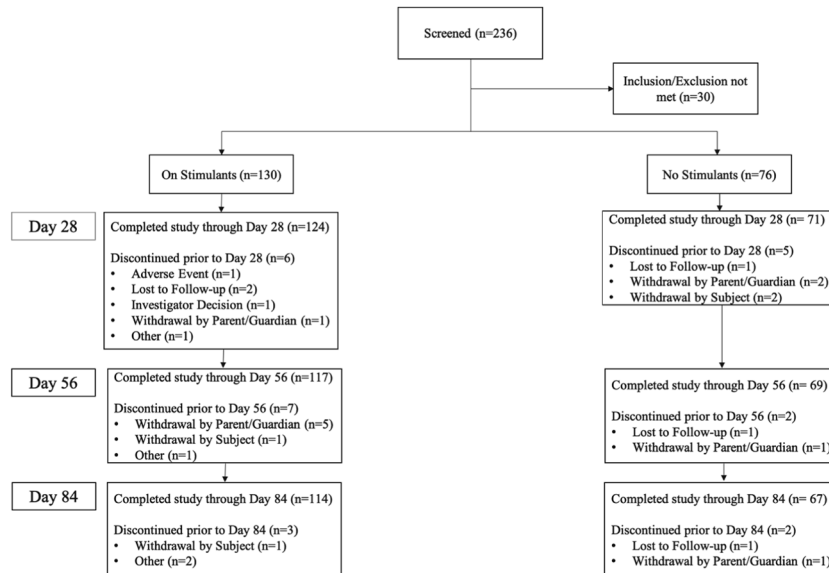 Screened (n=236)
Inclusion/Exclusion not
met (n=30)
On Stimulants (n=130)
No Stimulants (n=76)
Day 28
Completed study through Day 28 (n=124)
Discontinued prior to Day 28 (n=6)
• Adverse Event (n=1)
• Lost to Follow-up (n=2)
• Investigator Decision (n=1)
• Withdrawal by Parent/Guardian (n=1)
• Other (n=1)
Completed study through Day 28 (n= 71)
Discontinued prior to Day 28 (n=5)
• Lost to Follow-up (n=1)
• Withdrawal by Parent/Guardian (n=2)
• Withdrawal by Subject (n=2)
Day 56
Completed study through Day 56 (n=117)
Discontinued prior to Day 56 (n=7)
• Withdrawal by Parent/Guardian (n=5)
• Withdrawal by Subject (n=1)
• Other (n=1)
Completed study through Day 56 (n= 69)
Discontinued prior to Day 56 (n=2)
• Lost to Follow-up (n=1)
• Withdrawal by Parent/Guardian (n=1)
Day 84
Completed study through Day 84 (n=114)
Discontinued prior to Day 84 (n=3)
• Withdrawal by Subject (n=1)
• Other (n=2)
Completed study through Day 84 (n= 67)
Discontinued prior to Day 84 (n=2)
• Lost to Follow-up (n=1)
• Withdrawal by Parent/Guardian (n=1)